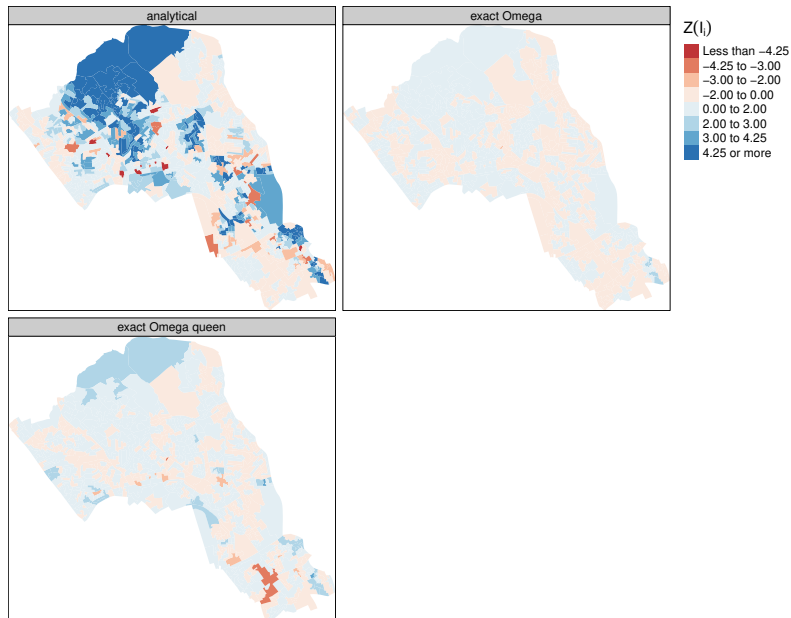 analytical
exact Omega
Z(Iᵢ)
Less than −4.25
−4.25 to −3.00
−3.00 to −2.00
−2.00 to 0.00
0.00 to 2.00
2.00 to 3.00
3.00 to 4.25
4.25 or more
exact Omega queen